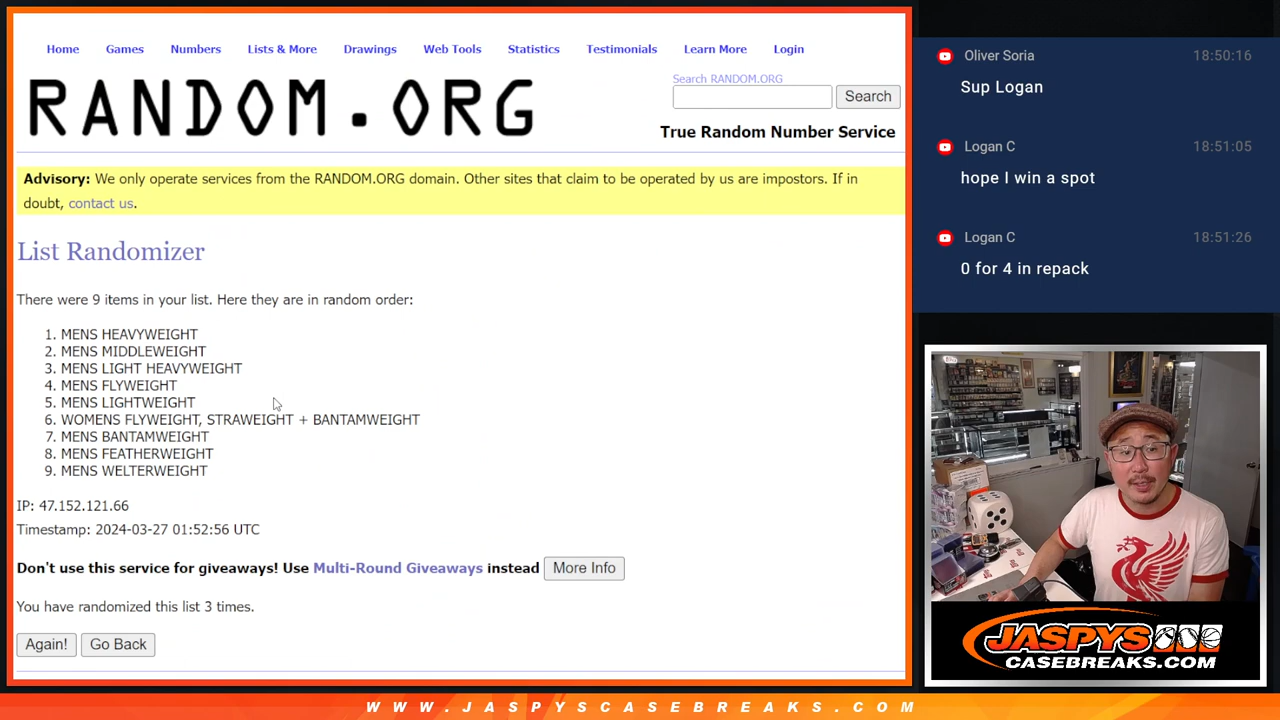 Home Games Numbers Lists & More Drawings Web Tools Statistics Testimonials Learn More Login
RANDOM.ORG
Search RANDOM.ORG
Search
True Random Number Service
Advisory: We only operate services from the RANDOM.ORG domain. Other sites that claim to be operated by us are impostors. If in
doubt, contact us.
List Randomizer
There were 9 items in your list. Here they are in random order:
1. MENS HEAVYWEIGHT
2. MENS MIDDLEWEIGHT
3. MENS LIGHT HEAVYWEIGHT
4. MENS FLYWEIGHT
5. MENS LIGHTWEIGHT
6. WOMENS FLYWEIGHT, STRAWEIGHT + BANTAMWEIGHT
7. MENS BANTAMWEIGHT
8. MENS FEATHERWEIGHT
9. MENS WELTERWEIGHT
IP: 47.152.121.66
Timestamp: 2024-03-27 01:52:56 UTC
Don't use this service for giveaways! Use Multi-Round Giveaways instead More Info
You have randomized this list 3 times.
Again! Go Back
Oliver Soria 18:50:16
Sup Logan
Logan C 18:51:05
hope I win a spot
Logan C 18:51:26
0 for 4 in repack
JASPYS
CASEBREAKS.COM
WWW.JASPYSCASEBREAKS.COM